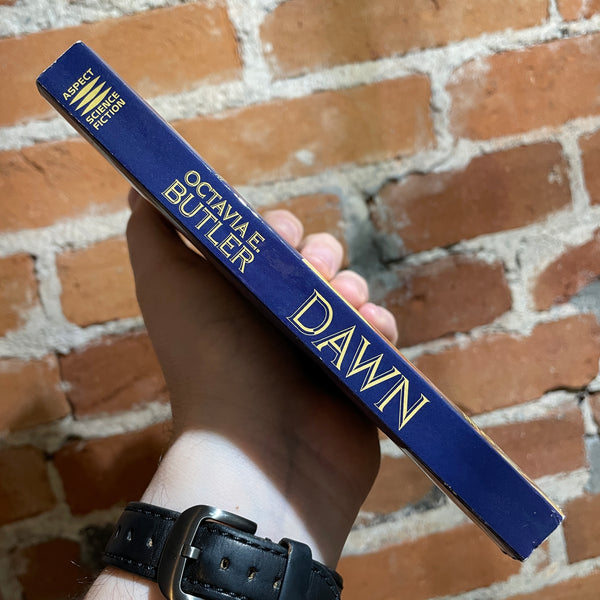 ASPECT
SCIENCE
FICTION
OCTAVIA E.
BUTLER
DAWN